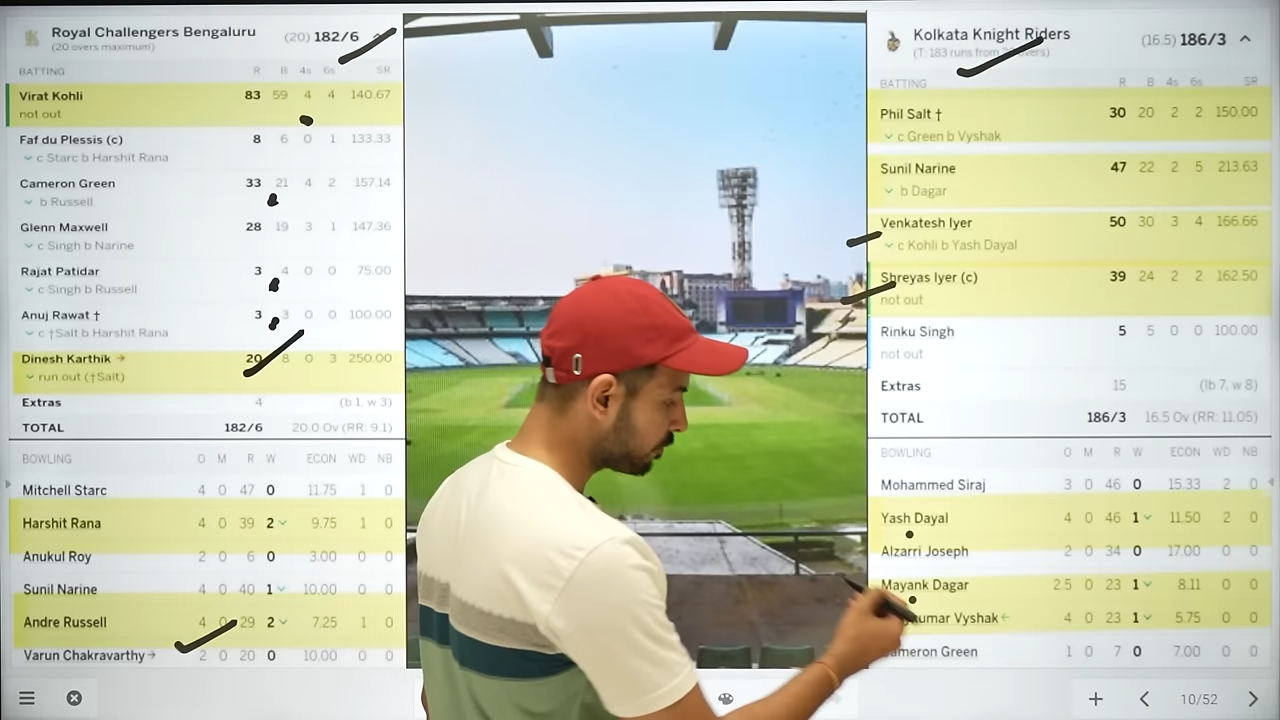 Royal Challengers Bengaluru (20) 182/6
(20 overs maximum)
BATTING R B 4s 6s SR
Virat Kohli 83 59 4 4 140.67
not out
Faf du Plessis (c) 8 6 0 1 133.33
c Starc b Harshit Rana
Cameron Green 33 21 4 2 157.14
b Russell
Glenn Maxwell 28 19 3 1 147.36
c Singh b Narine
Rajat Patidar 3 4 0 0 75.00
c Singh b Russell
Anuj Rawat † 3 3 0 0 100.00
c †Salt b Harshit Rana
Dinesh Karthik 20 8 0 3 250.00
run out (†Salt)
Extras 4 (b 1, w 3)
TOTAL 182/6 20.0 Ov (RR: 9.1)
BOWLING O M R W ECON WD NB
Mitchell Starc 4 0 47 0 11.75 1 0
Harshit Rana 4 0 39 2 9.75 1 0
Anukul Roy 2 0 6 0 3.00 0 0
Sunil Narine 4 0 40 1 10.00 0 0
Andre Russell 4 0 29 2 7.25 1 0
Varun Chakravarthy 2 0 20 0 10.00 0 0
Kolkata Knight Riders (16.5) 186/3
(T: 183 runs from overs)
BATTING R B 4s 6s SR
Phil Salt † 30 20 2 2 150.00
c Green b Vyshak
Sunil Narine 47 22 2 5 213.63
b Dagar
Venkatesh Iyer 50 30 3 4 166.66
c Kohli b Yash Dayal
Shreyas Iyer (c) 39 24 2 2 162.50
not out
Rinku Singh 5 5 0 0 100.00
not out
Extras 15 (lb 7, w 8)
TOTAL 186/3 16.5 Ov (RR: 11.05)
BOWLING O M R W ECON WD NB
Mohammed Siraj 3 0 46 0 15.33 2 0
Yash Dayal 4 0 46 1 11.50 2 0
Alzarri Joseph 2 0 34 0 17.00 0 0
Mayank Dagar 2.5 0 23 1 8.11 0 0
kumar Vyshak 4 0 23 1 5.75 0 0
Cameron Green 1 0 7 0 7.00 0 0
10/52